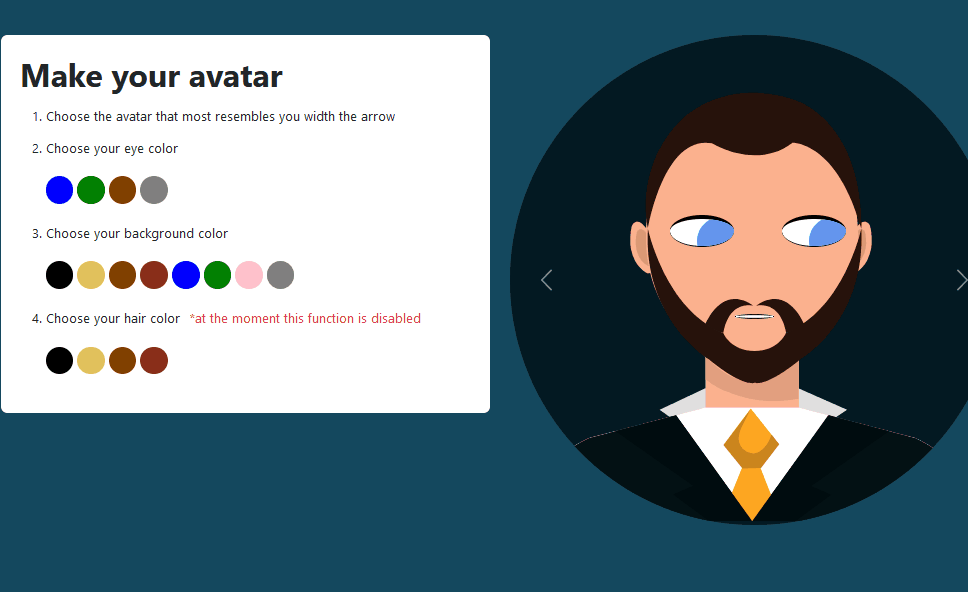 Make your avatar
1. Choose the avatar that most resembles you width the arrow
2. Choose your eye color
3. Choose your background color
4. Choose your hair color *at the moment this function is disabled